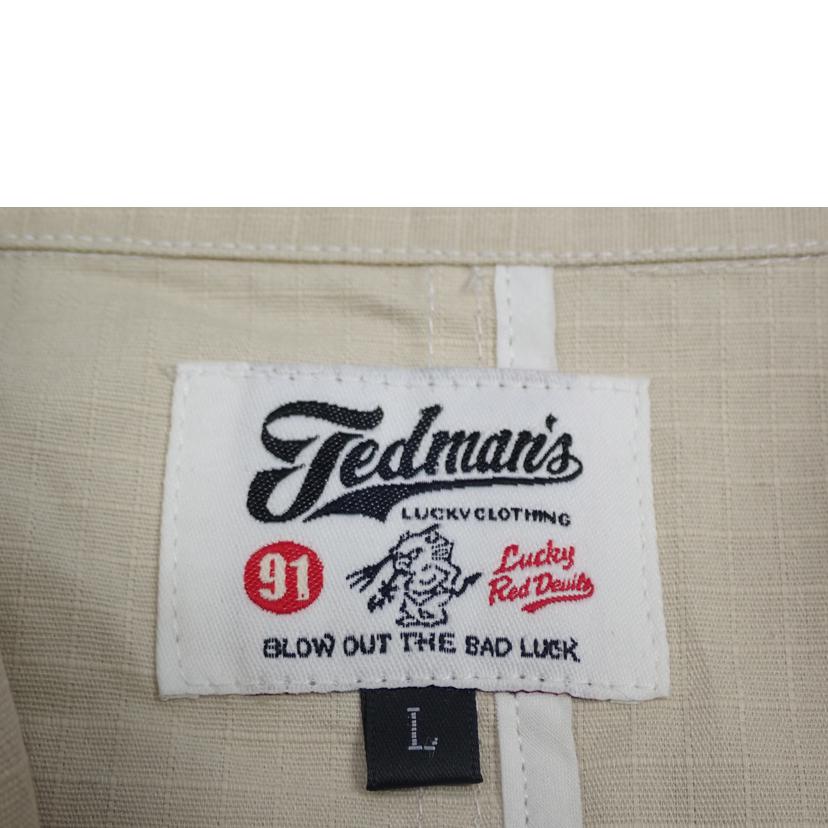 Tedman's
LUCKY CLOTHING
91
Lucky
Red Devils
BLOW OUT THE BAD LUCK
L